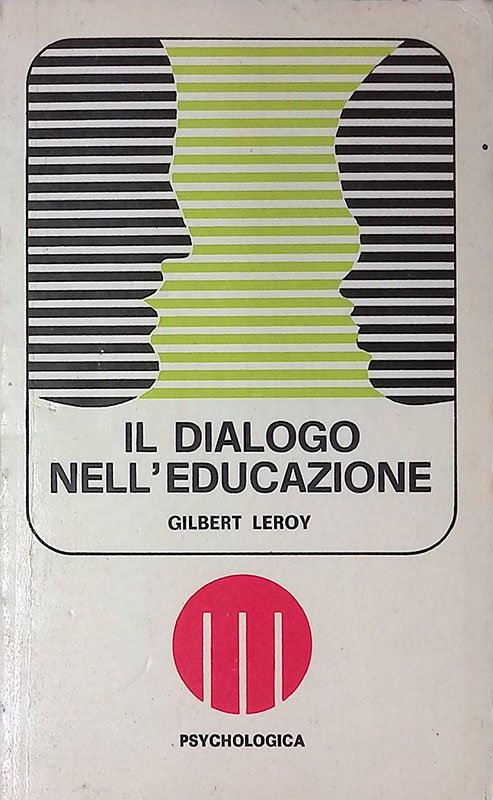 IL DIALOGO
NELL'EDUCAZIONE
GILBERT LEROY
PSYCHOLOGICA